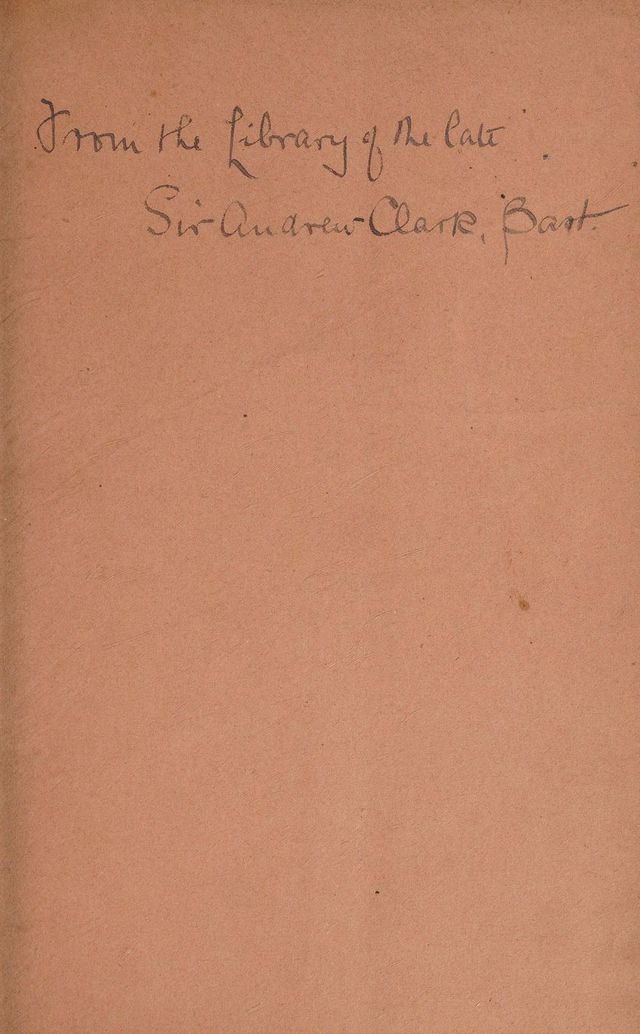 From the Library of the late
Sir Andrew Clark, Bart.